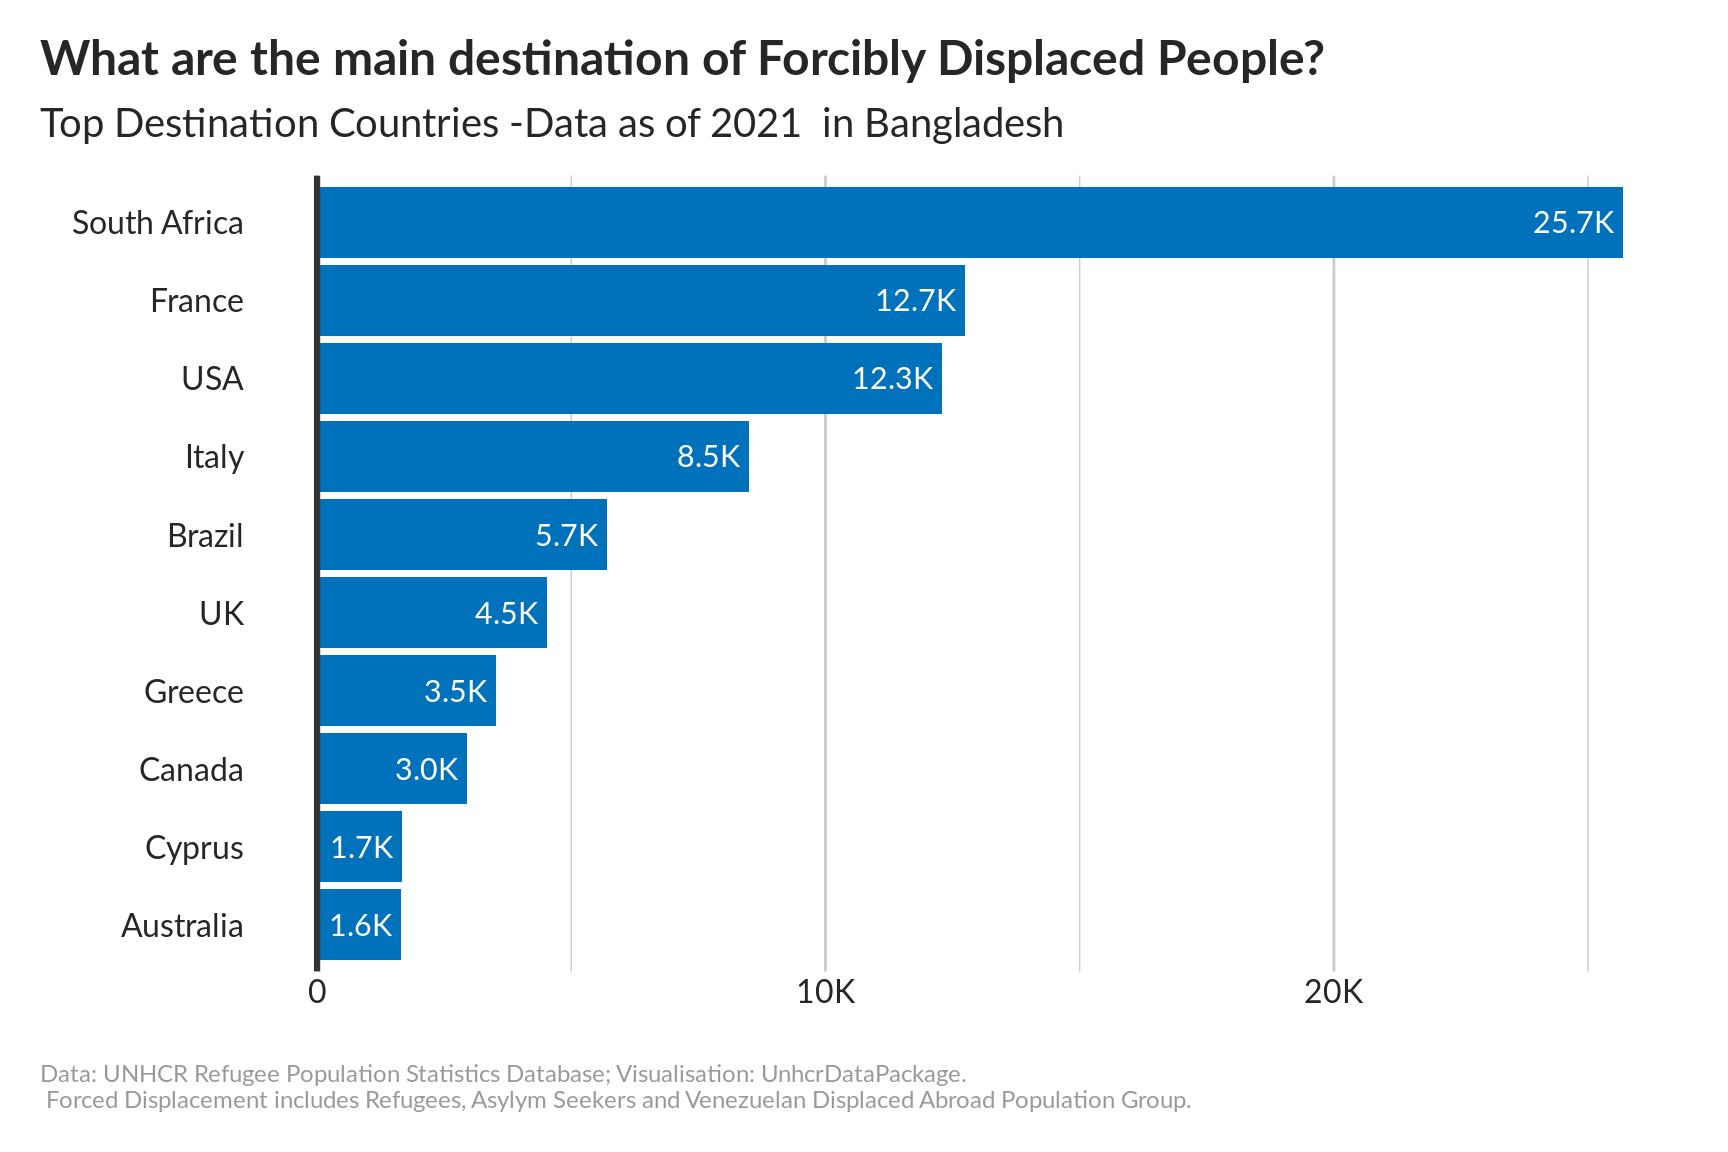 What are the main destination of Forcibly Displaced People?
Top Destination Countries -Data as of 2021  in Bangladesh
South Africa 25.7K
France 12.7K
USA 12.3K
Italy 8.5K
Brazil 5.7K
UK 4.5K
Greece 3.5K
Canada 3.0K
Cyprus 1.7K
Australia 1.6K
0 10K 20K
Data: UNHCR Refugee Population Statistics Database; Visualisation: UnhcrDataPackage.
Forced Displacement includes Refugees, Asylym Seekers and Venezuelan Displaced Abroad Population Group.